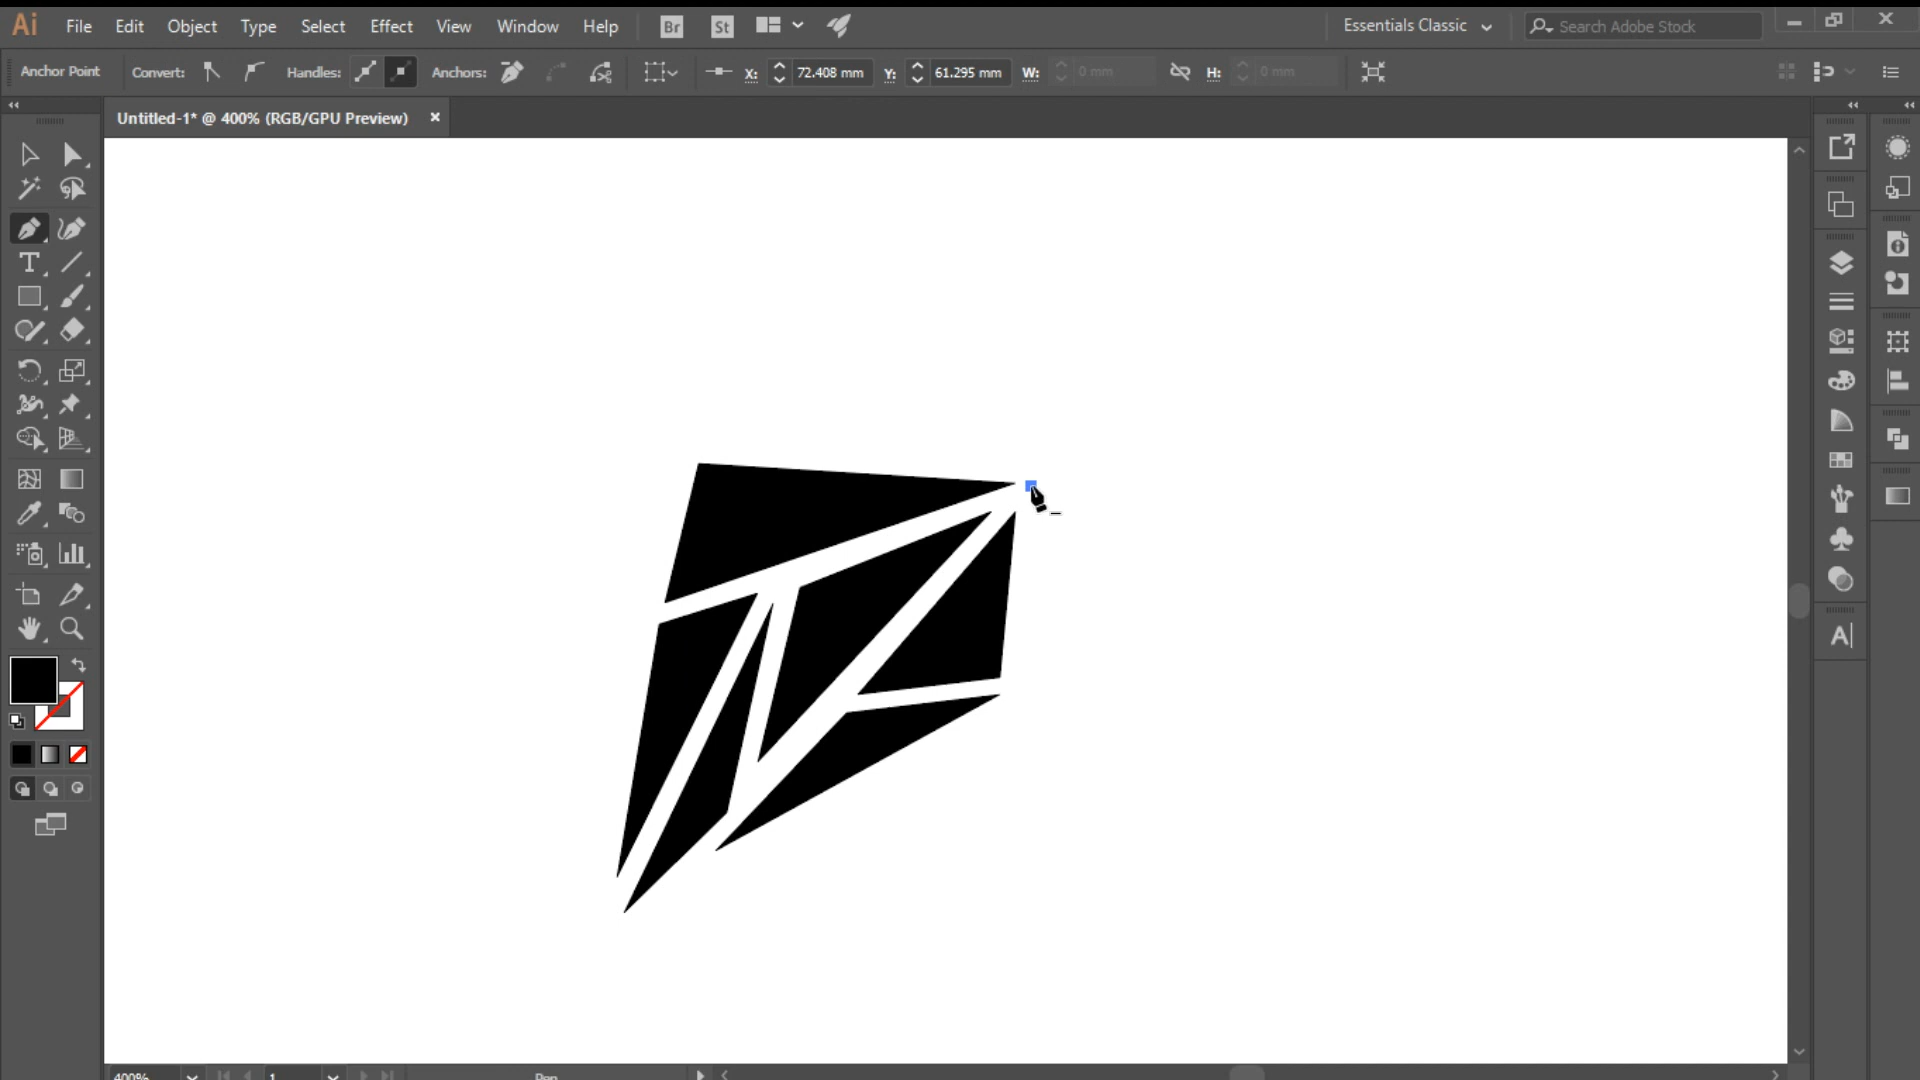 Ai File Edit Object Type Select Effect View Window Help Br St Essentials Classic Search Adobe Stock
Anchor Point Convert: Handles: Anchors: X: 72.408 mm Y: 61.295 mm W: 0 mm H: 0 mm
Untitled-1* @ 400% (RGB/GPU Preview)
400% 1 Pen